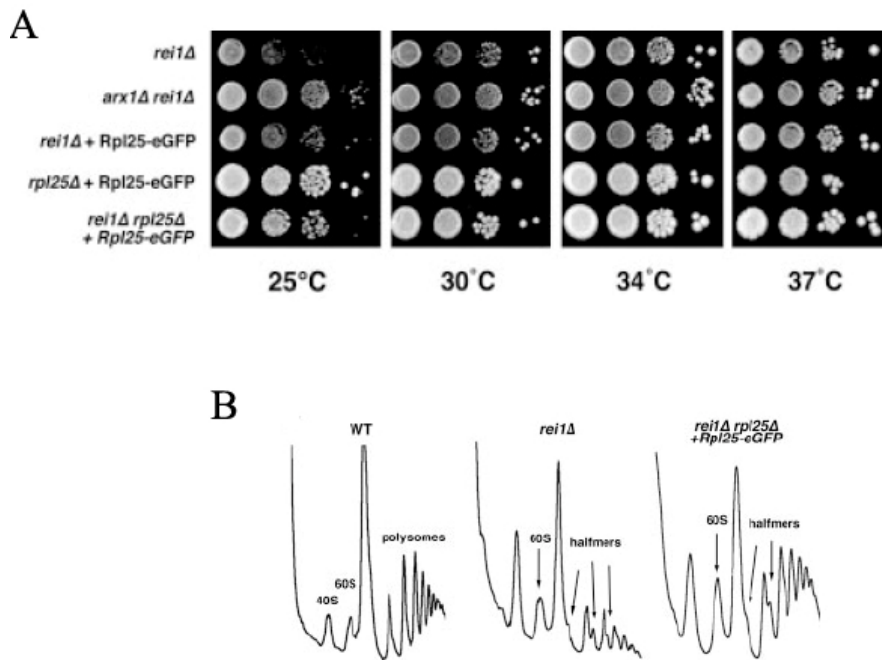 A
rei1Δ
arx1Δ rei1Δ
rei1Δ + Rpl25-eGFP
rpl25Δ + Rpl25-eGFP
rei1Δ rpl25Δ
+ Rpl25-eGFP
25°C
30°C
34°C
37°C
B
WT
40S
60S
polysomes
rei1Δ
60S
halfmers
rei1Δ rpl25Δ
+Rpl25-eGFP
60S
halfmers